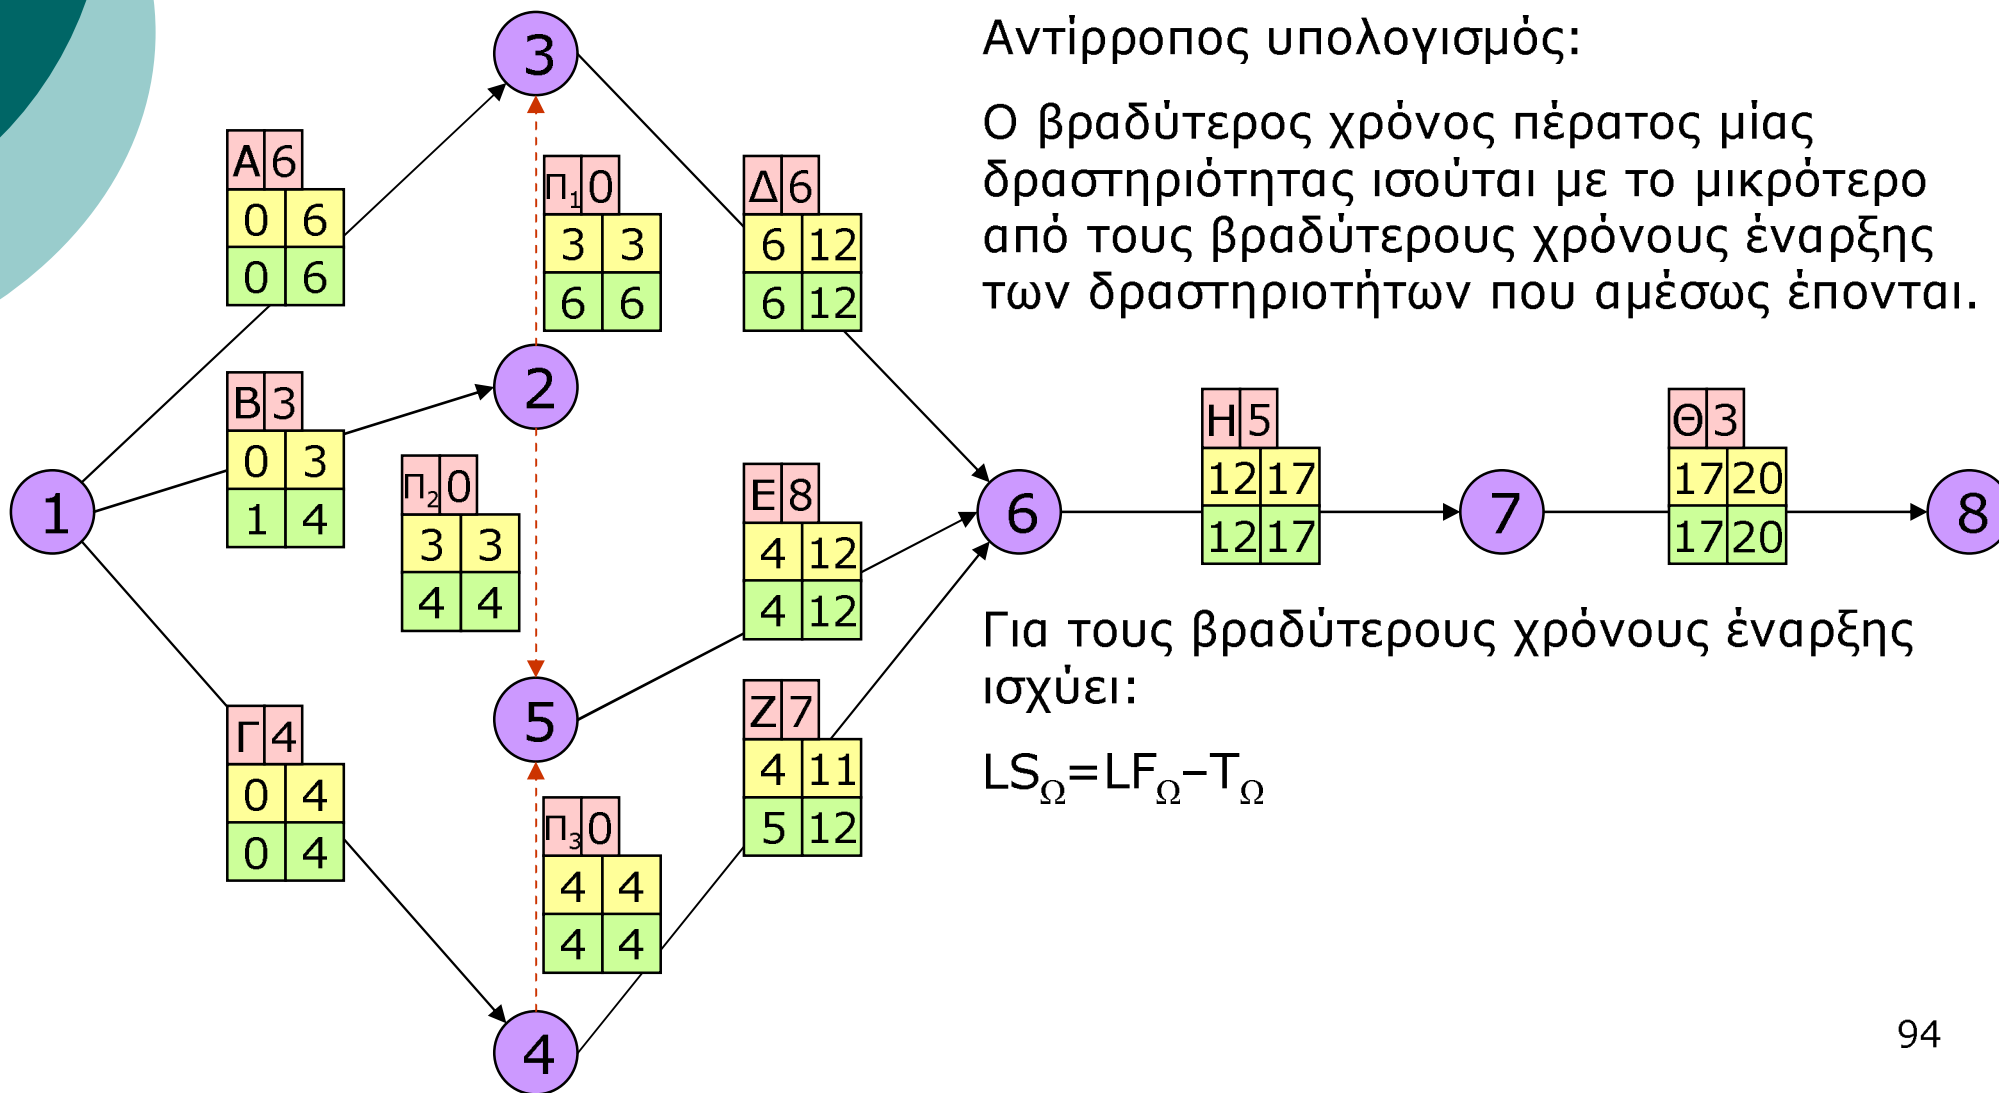 Αντίρροπος υπολογισμός:
Ο βραδύτερος χρόνος πέρατος μίας
δραστηριότητας ισούται με το μικρότερο
από τους βραδύτερους χρόνους έναρξης
των δραστηριοτήτων που αμέσως έπονται.
3
Α 6
0 6
0 6
Π1 0
3 3
6 6
Δ 6
6 12
6 12
2
Β 3
0 3
1 4
Π2 0
3 3
4 4
1
Ε 8
4 12
4 12
6
Η 5
12 17
12 17
7
Θ 3
17 20
17 20
8
Για τους βραδύτερους χρόνους έναρξης
ισχύει:
LSΩ=LFΩ–TΩ
5
Γ 4
0 4
0 4
Ζ 7
4 11
5 12
Π3 0
4 4
4 4
4
94